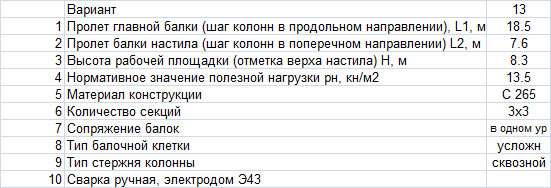 Вариант 13
1 Пролет главной балки (шаг колонн в продольном направлении), L1, м 18.5
2 Пролет балки настила (шаг колонн в поперечном направлении) L2, м 7.6
3 Высота рабочей площадки (отметка верха настила) Н, м 8.3
4 Нормативное значение полезной нагрузки рн, кн/м2 13.5
5 Материал конструкции С 265
6 Количество секций 3х3
7 Сопряжение балок в одном ур
8 Тип балочной клетки усложн
9 Тип стержня колонны сквозной
10 Сварка ручная, электродом Э43